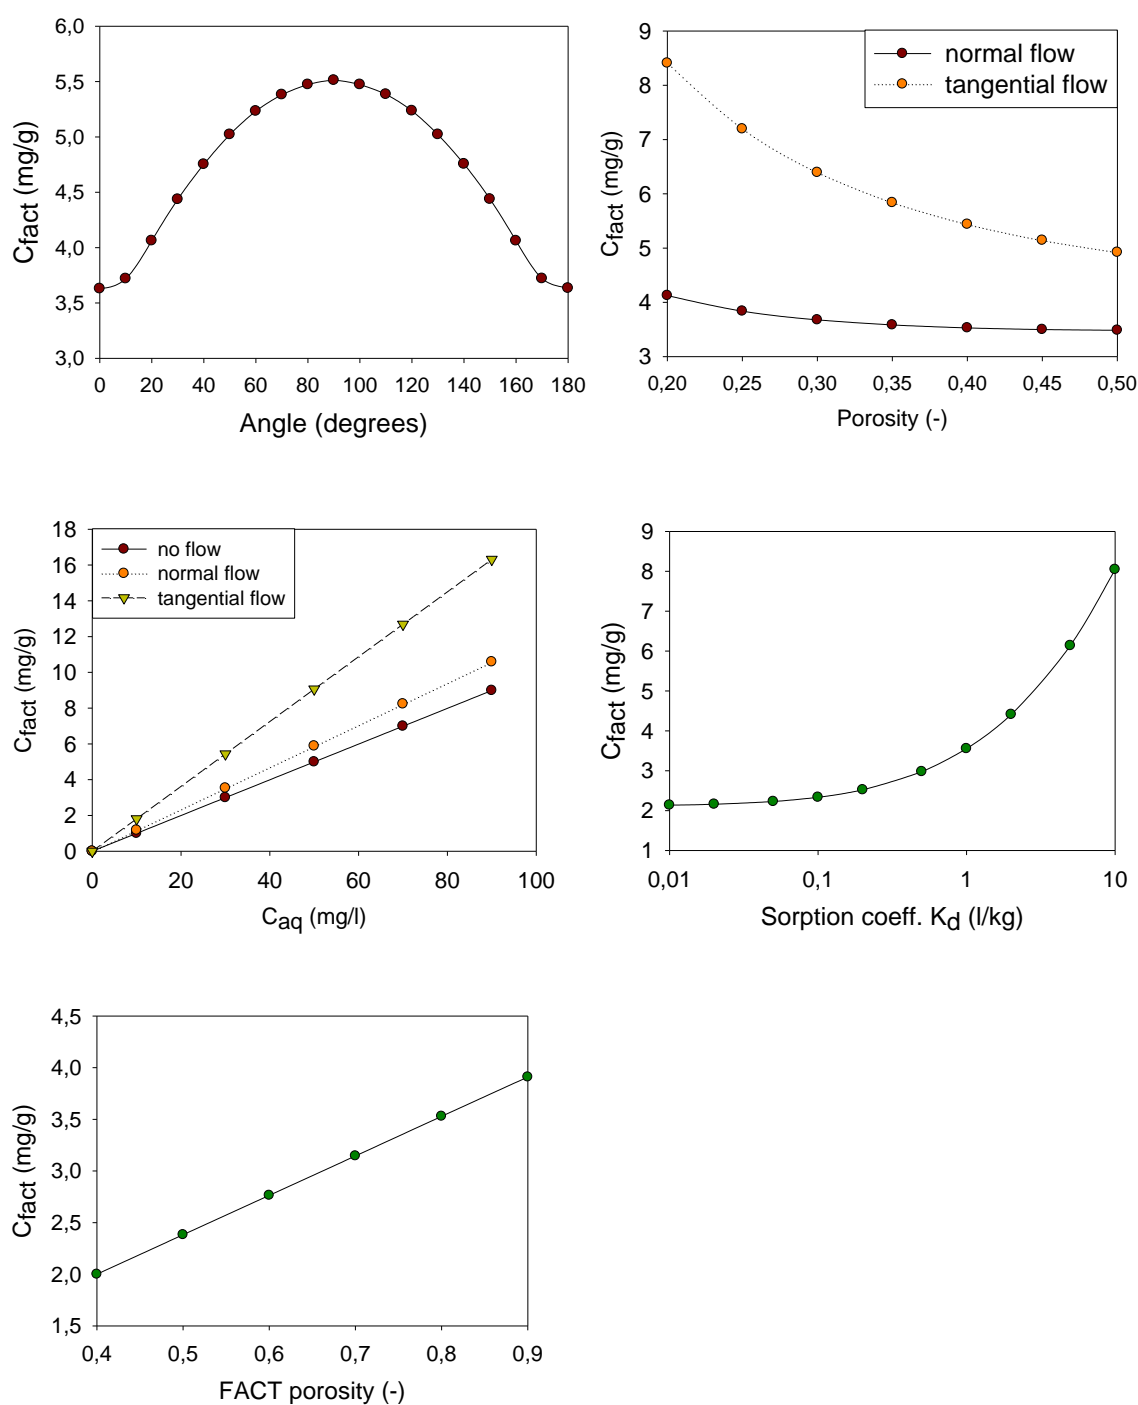 6,0
5,5
5,0
4,5
4,0
3,5
3,0
Cfact (mg/g)
0 20 40 60 80 100 120 140 160 180
Angle (degrees)
normal flow
tangential flow
9
8
7
6
5
4
3
Cfact (mg/g)
0,20 0,25 0,30 0,35 0,40 0,45 0,50
Porosity (-)
no flow
normal flow
tangential flow
18
16
14
12
10
8
6
4
2
0
Cfact (mg/g)
0 20 40 60 80 100
Caq (mg/l)
9
8
7
6
5
4
3
2
1
Cfact (mg/g)
0,01 0,1 1 10
Sorption coeff. Kd (l/kg)
4,5
4,0
3,5
3,0
2,5
2,0
1,5
Cfact (mg/g)
0,4 0,5 0,6 0,7 0,8 0,9
FACT porosity (-)